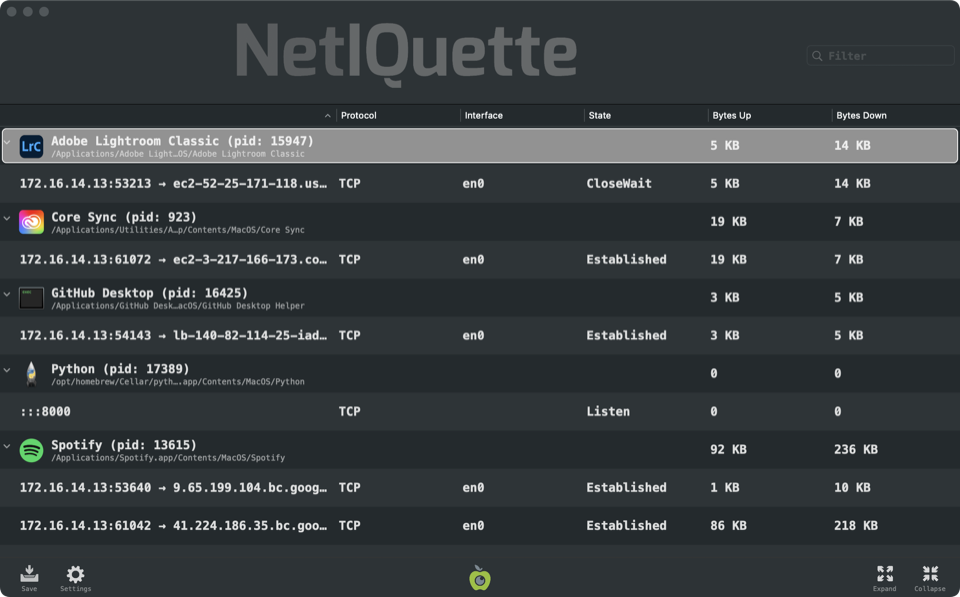 NetIQuette
Filter
Protocol Interface State Bytes Up Bytes Down
LrC
Adobe Lightroom Classic (pid: 15947) 5 KB 14 KB
/Applications/Adobe Light…OS/Adobe Lightroom Classic
172.16.14.13:53213 → ec2-52-25-171-118.us… TCP en0 CloseWait 5 KB 14 KB
Core Sync (pid: 923) 19 KB 7 KB
/Applications/Utilities/A…p/Contents/MacOS/Core Sync
172.16.14.13:61072 → ec2-3-217-166-173.co… TCP en0 Established 19 KB 7 KB
GitHub Desktop (pid: 16425) 3 KB 5 KB
/Applications/GitHub Desk…acOS/GitHub Desktop Helper
172.16.14.13:54143 → lb-140-82-114-25-iad… TCP en0 Established 3 KB 5 KB
Python (pid: 17389) 0 0
/opt/homebrew/Cellar/pyth….app/Contents/MacOS/Python
:::8000 TCP Listen 0 0
Spotify (pid: 13615) 92 KB 236 KB
/Applications/Spotify.app/Contents/MacOS/Spotify
172.16.14.13:53640 → 9.65.199.104.bc.goog… TCP en0 Established 1 KB 10 KB
172.16.14.13:61042 → 41.224.186.35.bc.goo… TCP en0 Established 86 KB 218 KB
Save Settings Expand Collapse